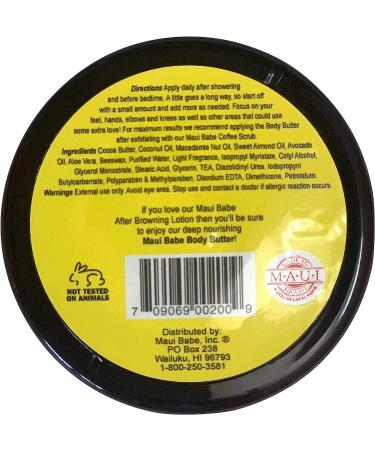 Directions Apply daily after showering
and before bedtime. A little goes a long way, so start off
with a small amount and add more as needed. Focus on your
feet, hands, elbows and knees as well as other areas that could use
some extra love! For maximum results we recommend applying the Body Butter
after exfoliating with our Maui Babe Coffee Scrub.
Ingredients Cocoa Butter, Coconut Oil, Macadamia Nut Oil, Sweet Almond Oil, Avocado
Oil, Aloe Vera, Beeswax, Purified Water, Light Fragrance, Isopropyl Myristate, Cetyl Alcohol,
Glycerol Monostrate, Stearic Acid, Glycerin, TEA, Diazolidinyl Urea, Iodopropynl
Butylcarbamate, Polyparaben & Methylparaben, Disodium EDTA, Dimethicone, Petrolatum.
Warnings External use only. Avoid eye area. Stop use and contact a doctor if allergic reaction occurs.
If you love our Maui Babe
After Browning Lotion then you'll be sure
to enjoy our deep nourishing
Maui Babe Body Butter!
NOT TESTED
ON ANIMALS
MADE IN
MAUI
HAWAII
7 09069 00200 9
Distributed by:
Maui Babe, Inc. ®
PO Box 238
Wailuku, HI 96793
1-800-250-3581